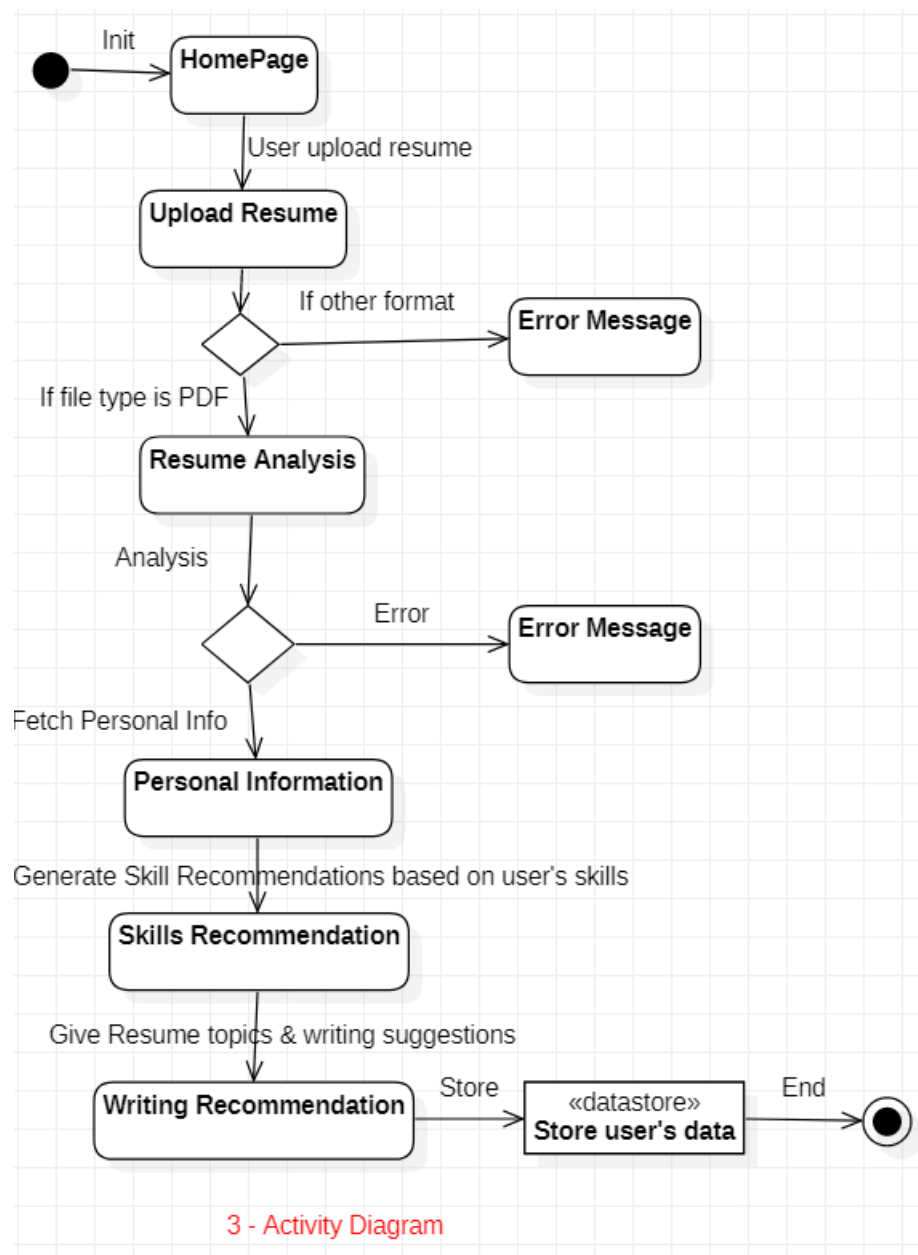 Init
HomePage
User upload resume
Upload Resume
If other format
Error Message
If file type is PDF
Resume Analysis
Analysis
Error
Error Message
Fetch Personal Info
Personal Information
Generate Skill Recommendations based on user's skills
Skills Recommendation
Give Resume topics & writing suggestions
Writing Recommendation
Store
«datastore»
Store user's data
End
3 - Activity Diagram